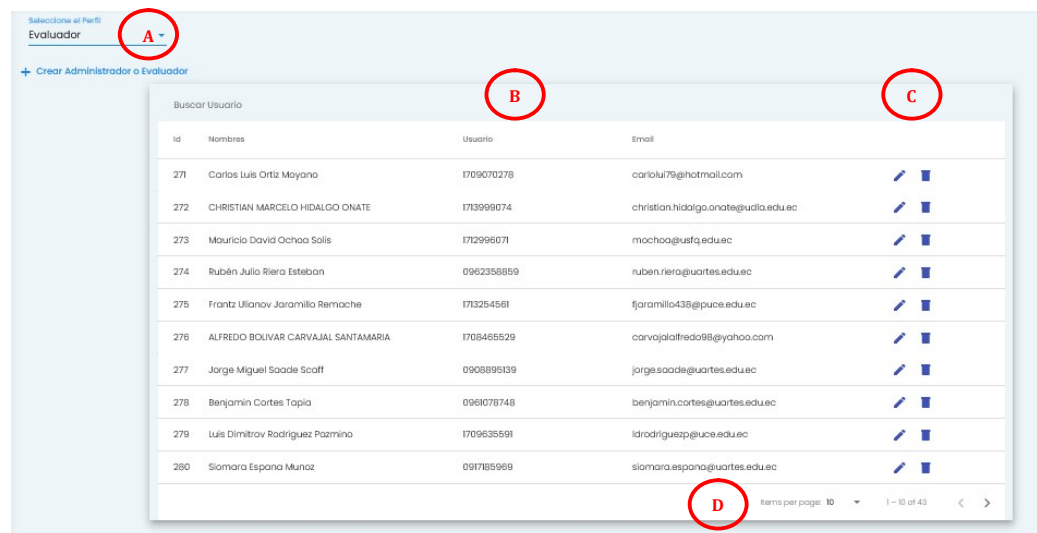 Seleccione el Perfil
Evaluador A
+ Crear Administrador o Evaluador
Buscar Usuario B C
Id Nombres Usuario Email
271 Carlos Luis Ortiz Moyano 1709070278 carlolui79@hotmail.com
272 CHRISTIAN MARCELO HIDALGO ONATE 1713999074 christian.hidalgo.onate@udla.edu.ec
273 Mauricio David Ochoa Solis 1712996071 mochoa@usfq.edu.ec
274 Rubén Julio Riera Esteban 0962358859 ruben.riera@uartes.edu.ec
275 Frantz Ulianov Jaramillo Remache 1713254561 fjaramillo438@puce.edu.ec
276 ALFREDO BOLIVAR CARVAJAL SANTAMARIA 1708465529 carvajalalfredo98@yahoo.com
277 Jorge Miguel Saade Scaff 0908895139 jorge.saade@uartes.edu.ec
278 Benjamin Cortes Tapia 0961078748 benjamin.cortes@uartes.edu.ec
279 Luis Dimitrov Rodriguez Pazmino 1709635591 ldrodriguezp@uce.edu.ec
280 Siomara Espana Munoz 0917185969 siomara.espana@uartes.edu.ec
D Items per page: 10 1 – 10 of 43